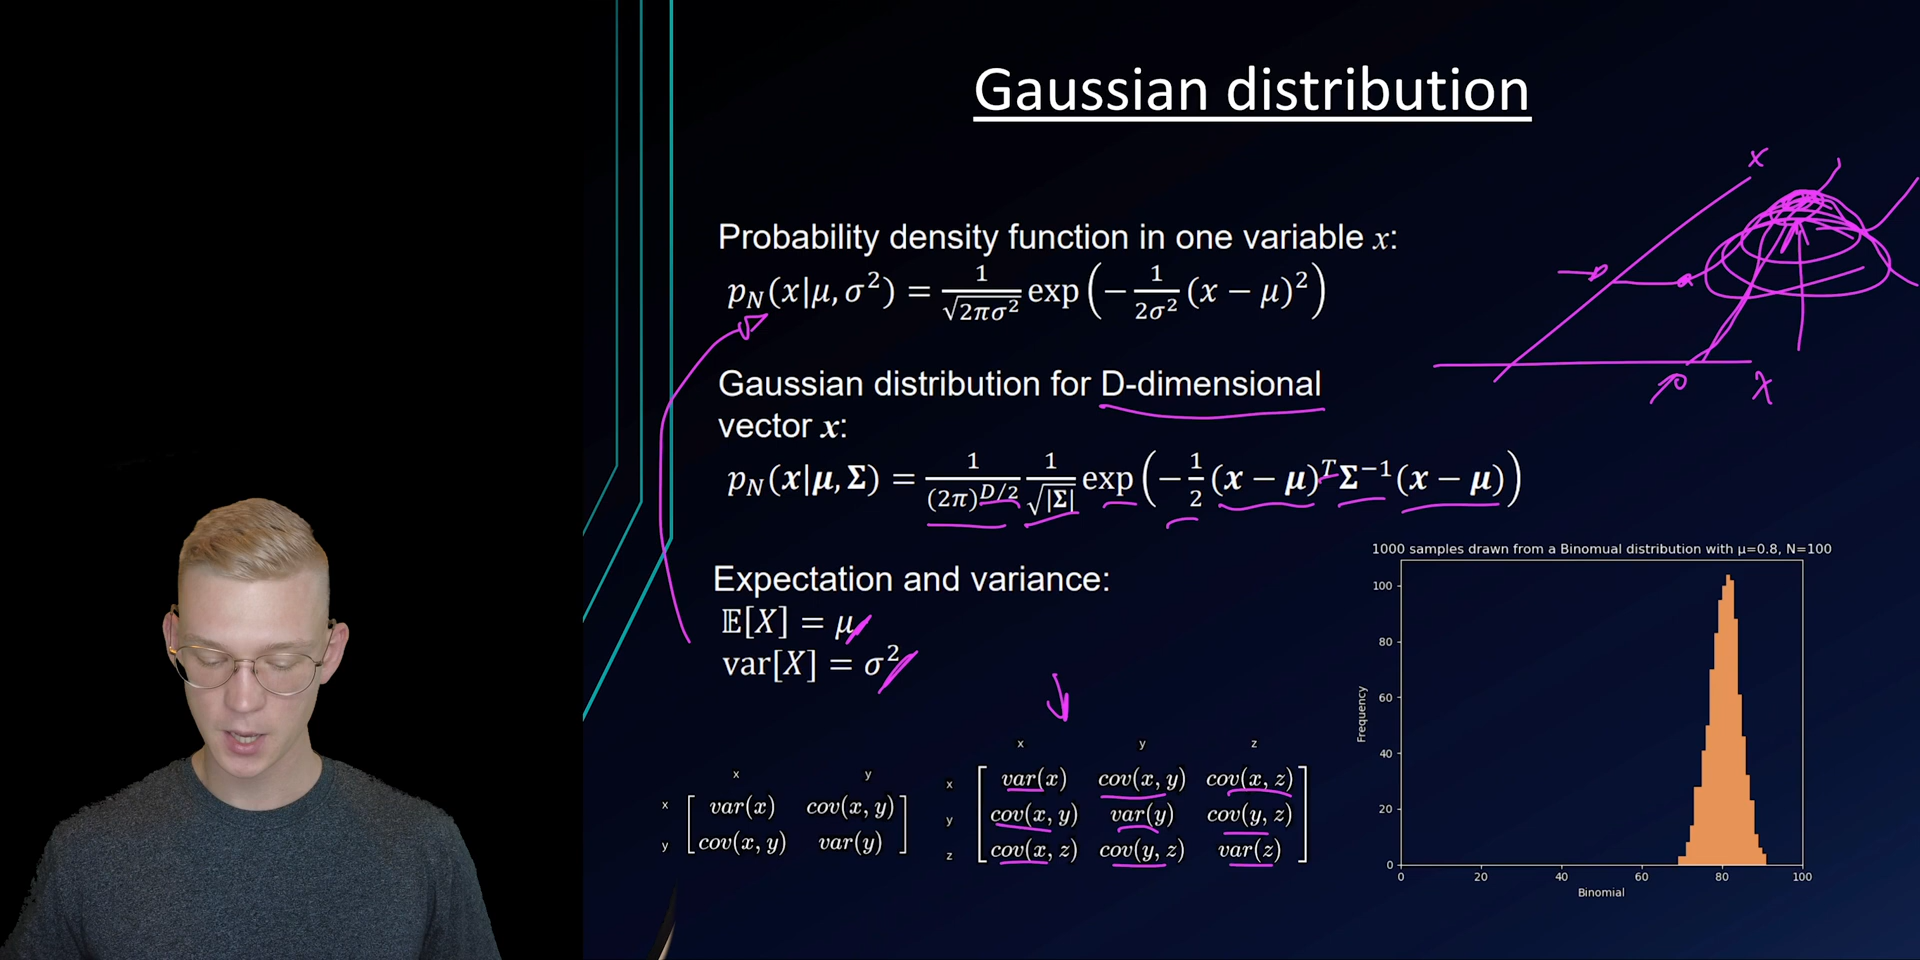 Gaussian distribution
Probability density function in one variable x:
p_N(x|μ, σ²) = 1/√(2πσ²) exp(−1/(2σ²) (x − μ)²)
Gaussian distribution for D-dimensional
vector x:
p_N(x|μ, Σ) = 1/(2π)^{D/2} 1/√|Σ| exp(−1/2 (x − μ)^T Σ⁻¹ (x − μ))
Expectation and variance:
𝔼[X] = μ
var[X] = σ²
x y
x var(x) cov(x, y)
y cov(x, y) var(y)
x y z
x var(x) cov(x, y) cov(x, z)
y cov(x, y) var(y) cov(y, z)
z cov(x, z) cov(y, z) var(z)
x
1000 samples drawn from a Binomual distribution with μ=0.8, N=100
Frequency
100
80
60
40
20
0
0 20 40 60 80 100
Binomial